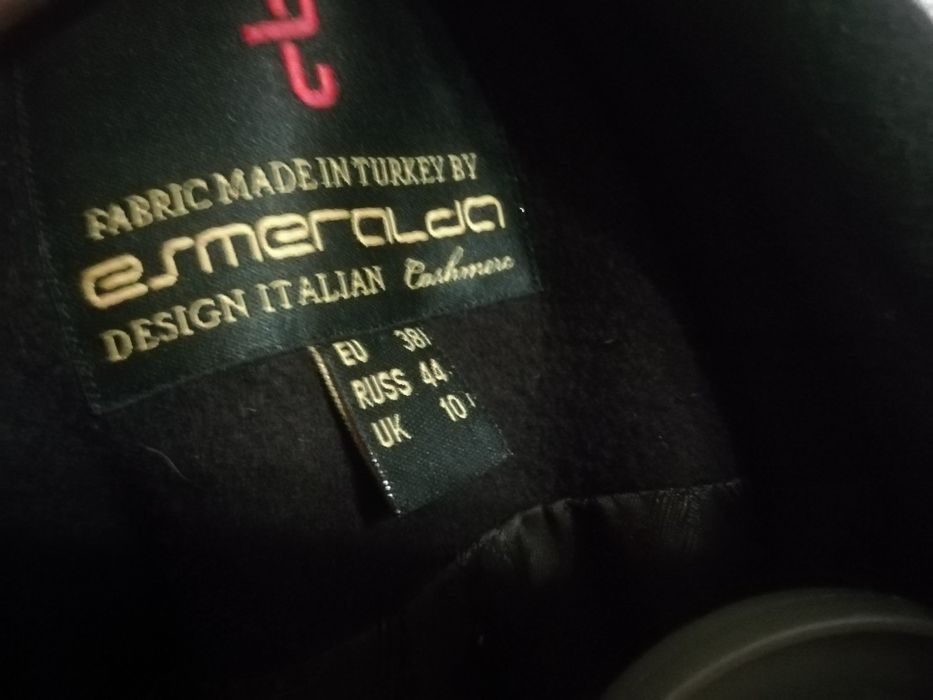 FABRIC MADE IN TURKEY BY
esmeralda
DESIGN ITALIAN Cashmere
EU 38
RUSS 44
UK 10